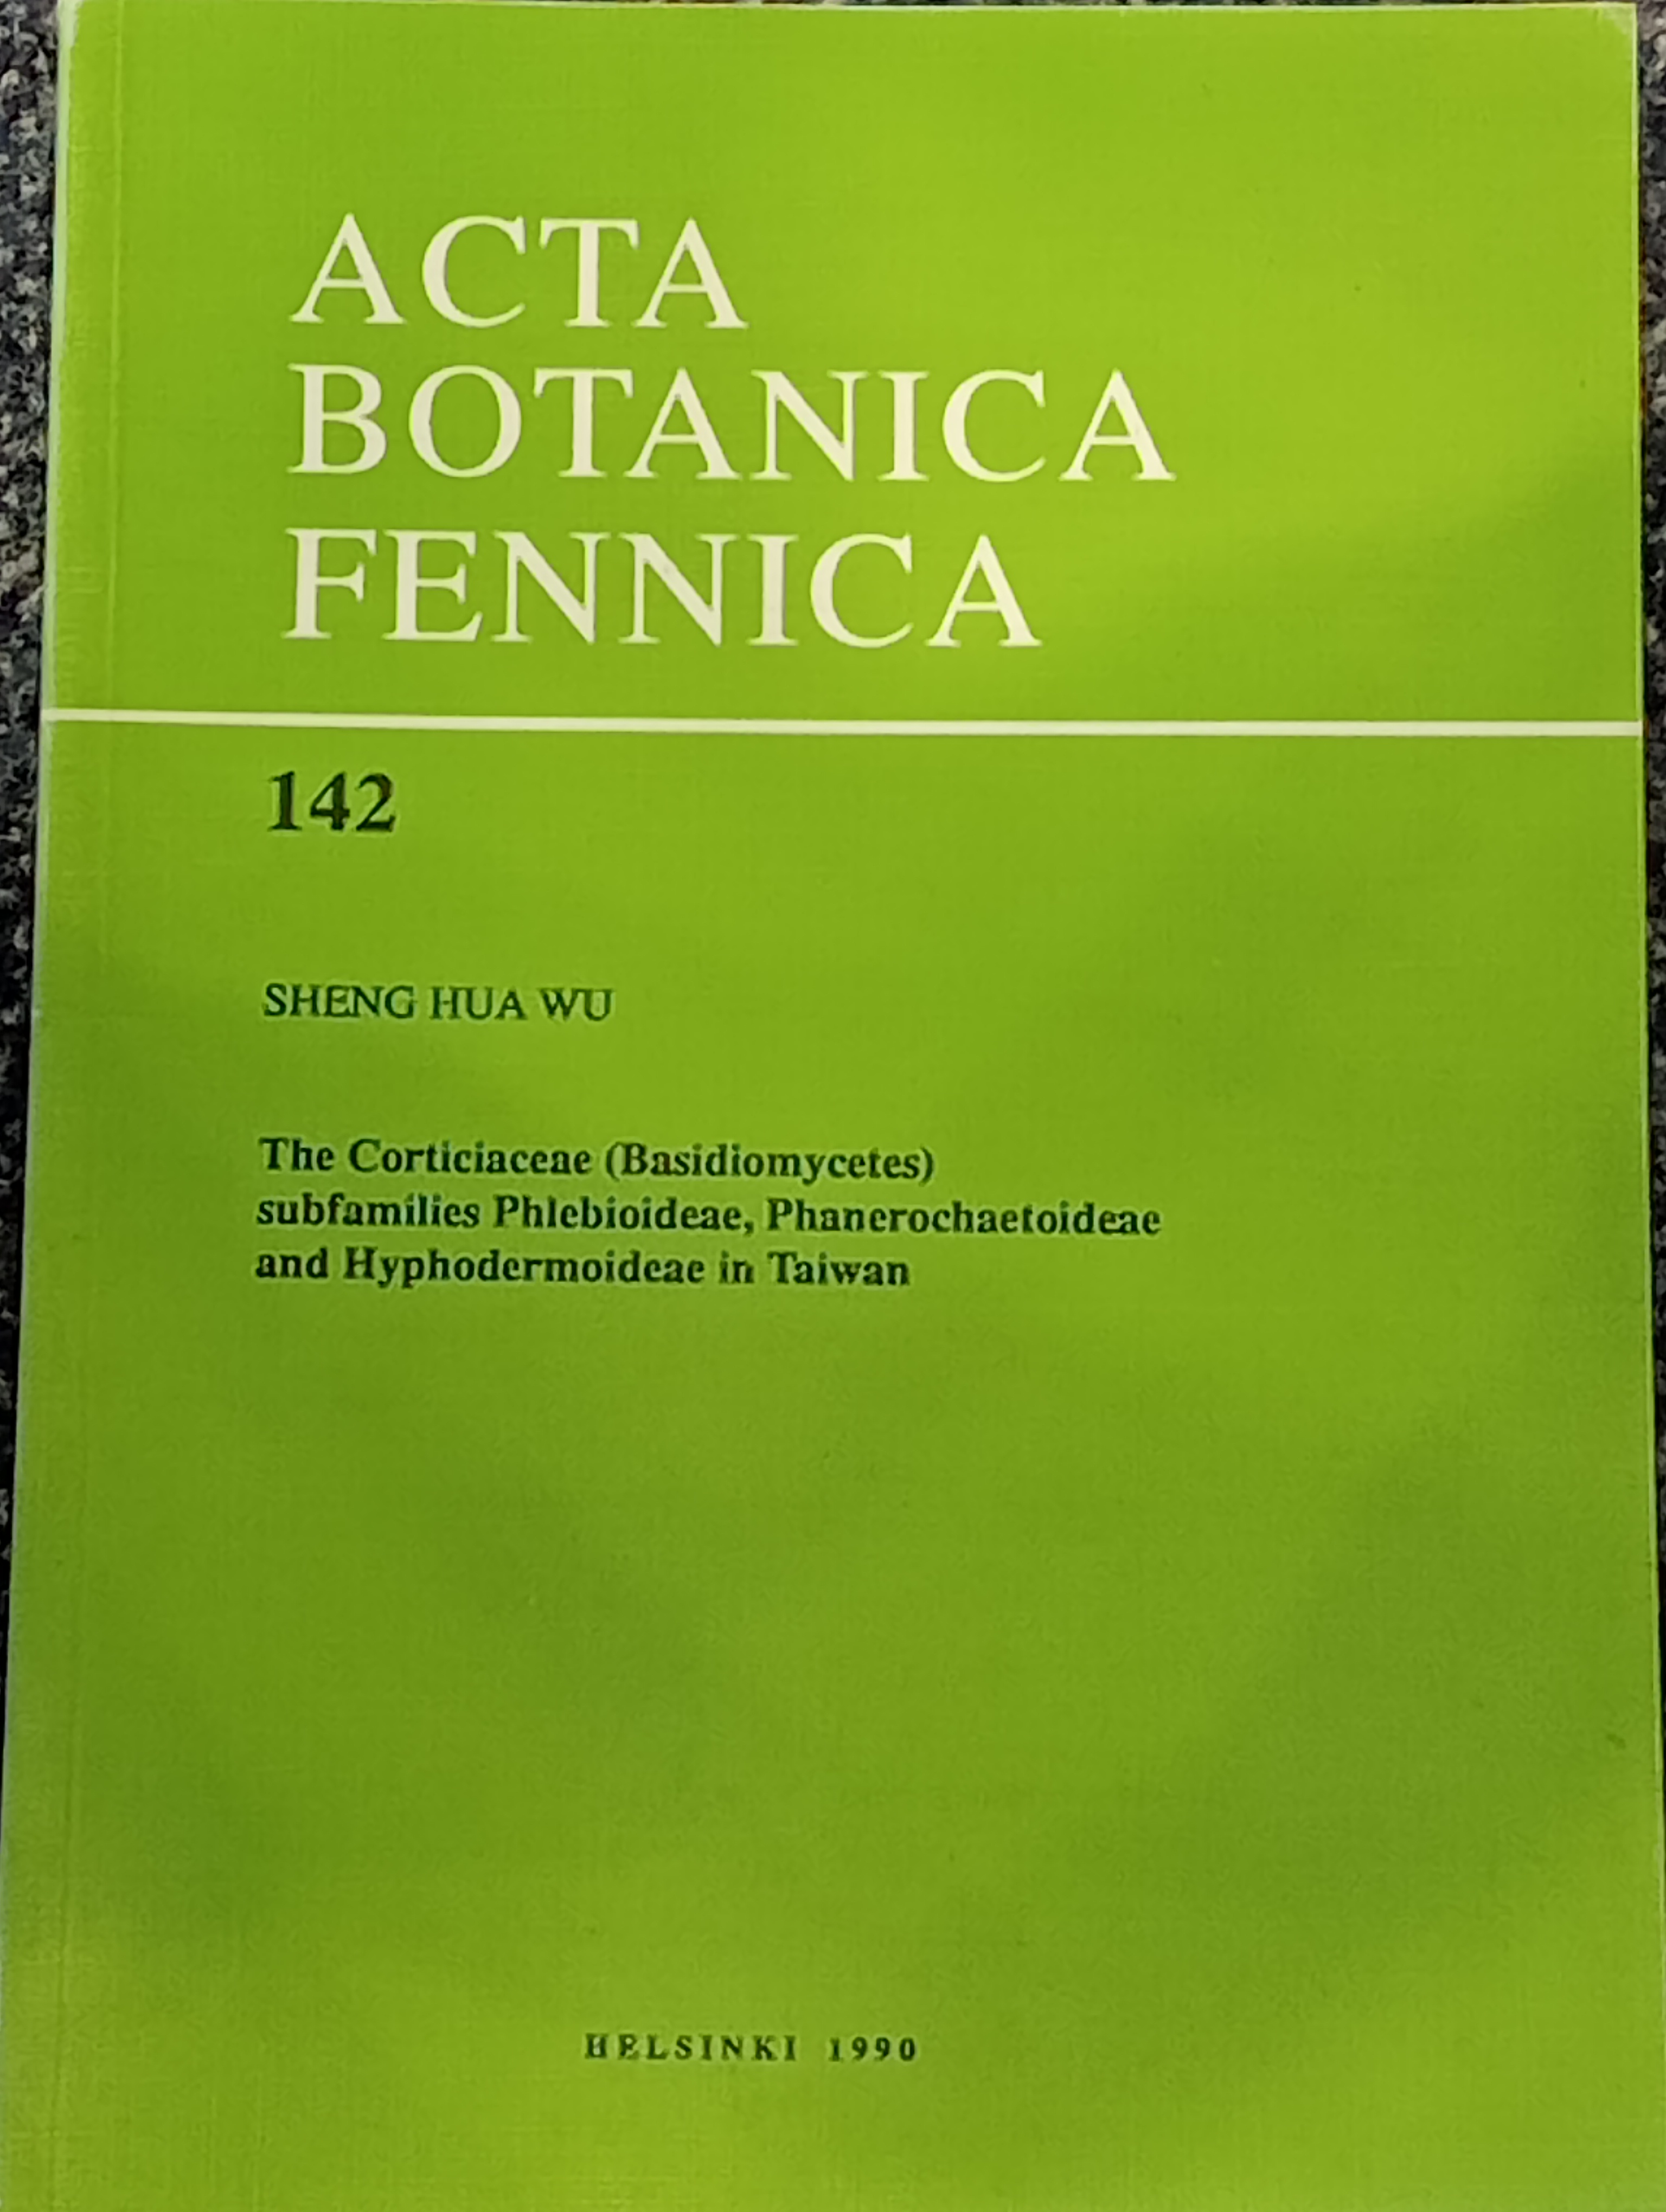 ACTA
BOTANICA
FENNICA
142
SHENG HUA WU
The Corticiaceae (Basidiomycetes)
subfamilies Phlebioideae, Phanerochaetoideae
and Hyphodermoideae in Taiwan
HELSINKI 1990